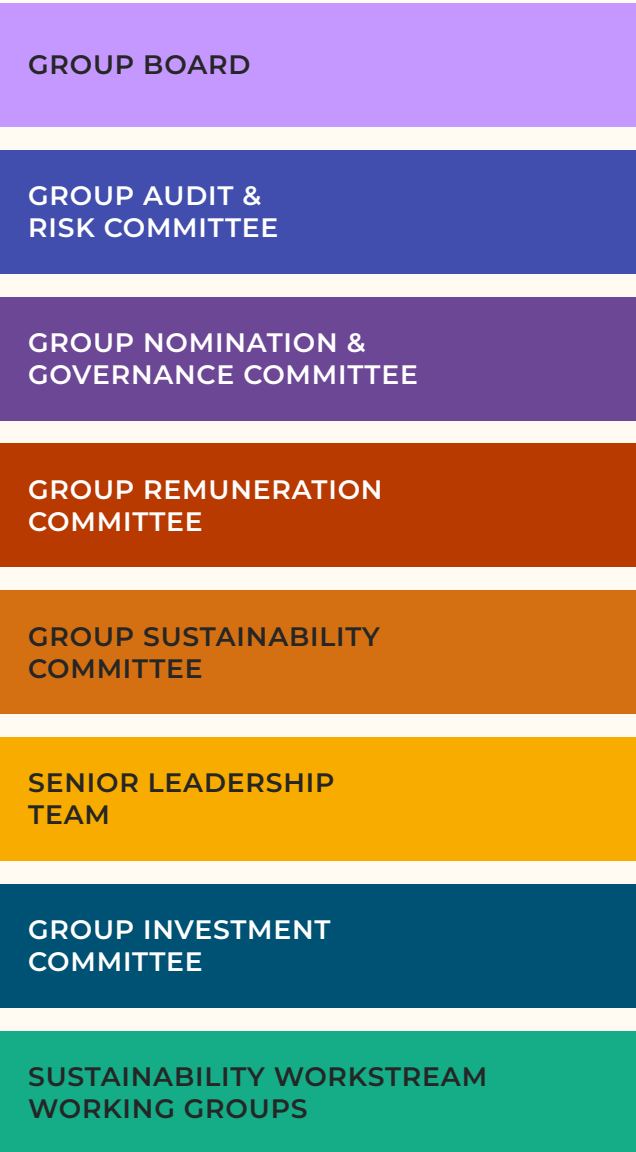 GROUP BOARD
GROUP AUDIT &
RISK COMMITTEE
GROUP NOMINATION &
GOVERNANCE COMMITTEE
GROUP REMUNERATION
COMMITTEE
GROUP SUSTAINABILITY
COMMITTEE
SENIOR LEADERSHIP
TEAM
GROUP INVESTMENT
COMMITTEE
SUSTAINABILITY WORKSTREAM
WORKING GROUPS